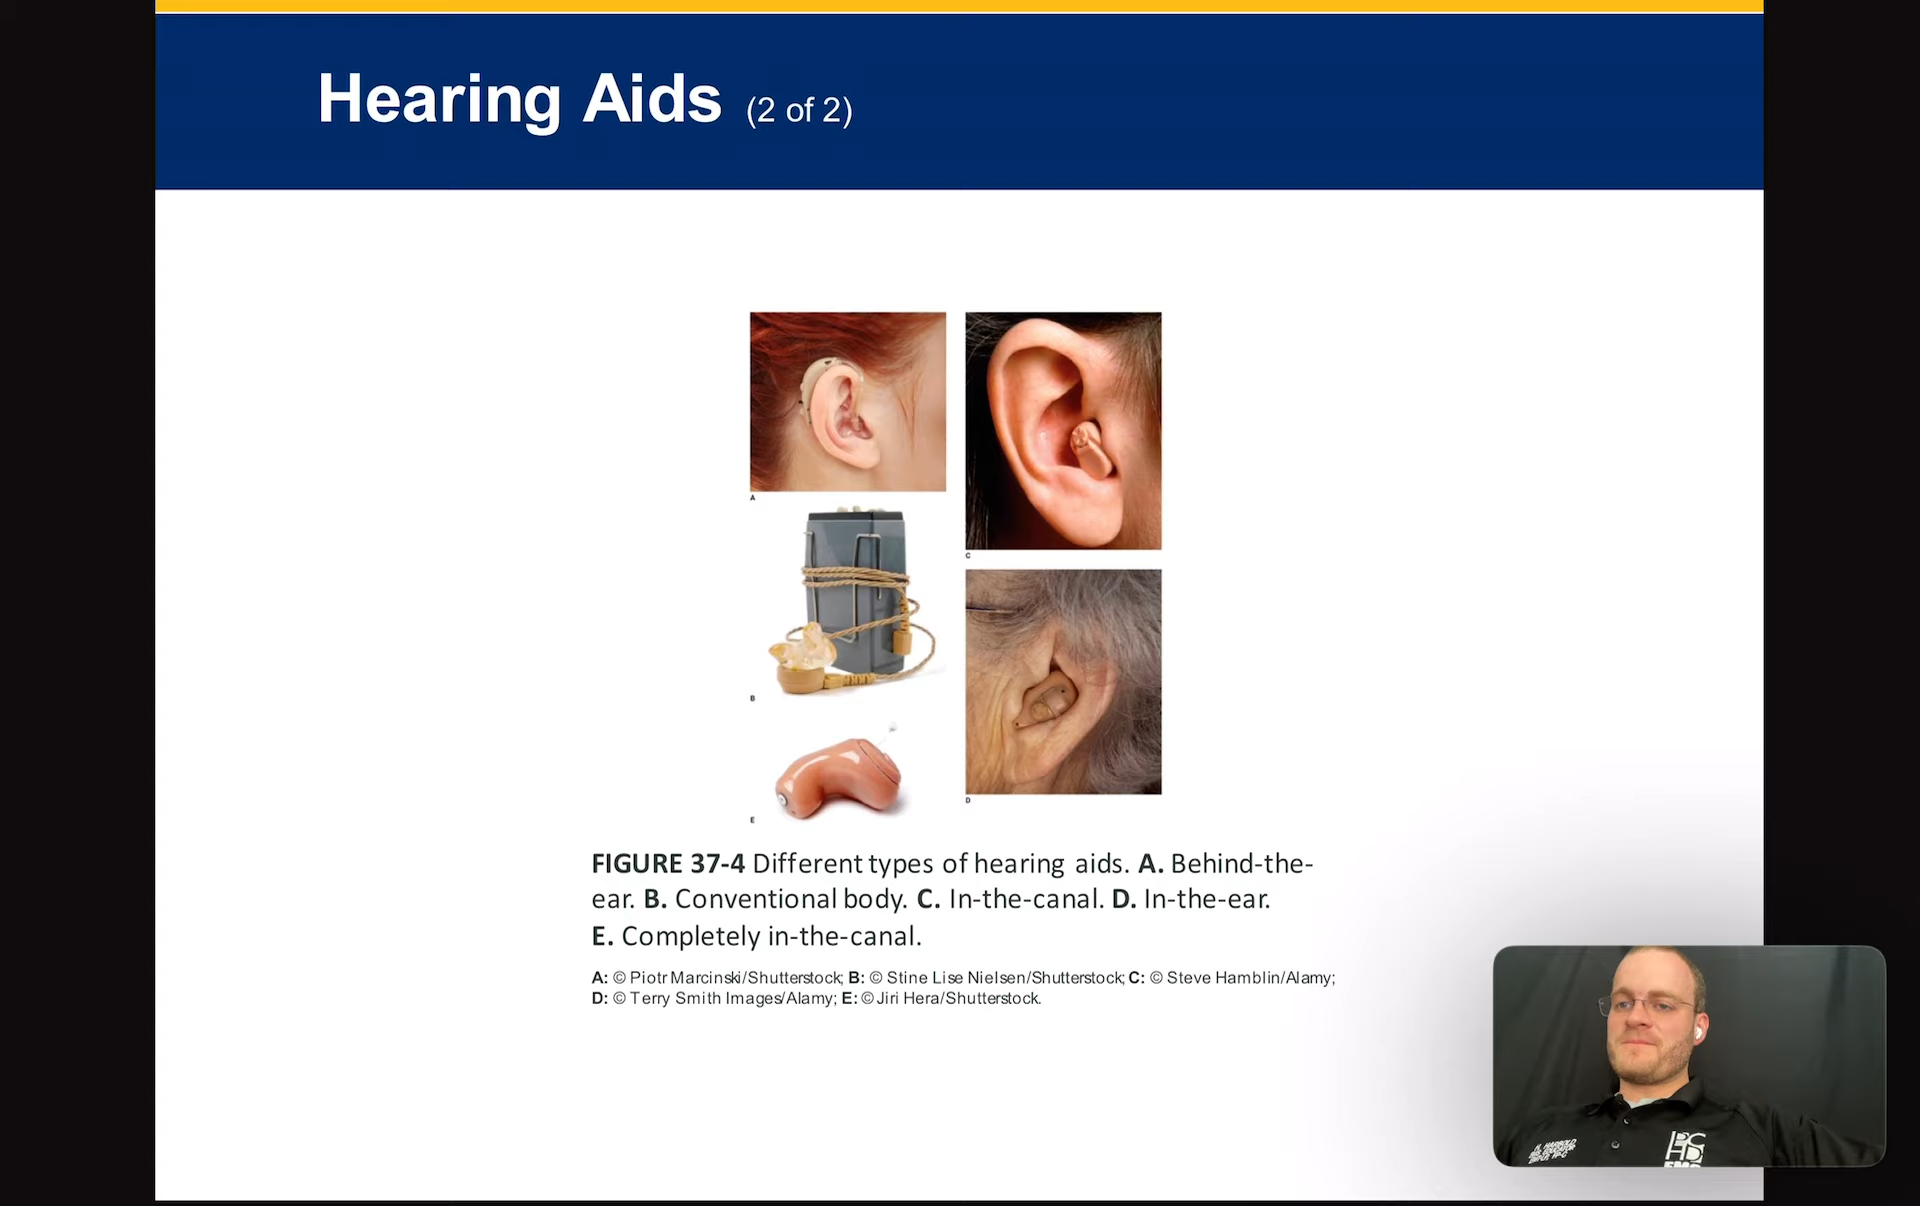 Hearing Aids (2 of 2)
A
C
B
D
E
FIGURE 37-4 Different types of hearing aids. A. Behind-the-
ear. B. Conventional body. C. In-the-canal. D. In-the-ear.
E. Completely in-the-canal.
A: © Piotr Marcinski/Shutterstock; B: © Stine Lise Nielsen/Shutterstock; C: © Steve Hamblin/Alamy;
D: © Terry Smith Images/Alamy; E: © Jiri Hera/Shutterstock.
H. HARBOLD